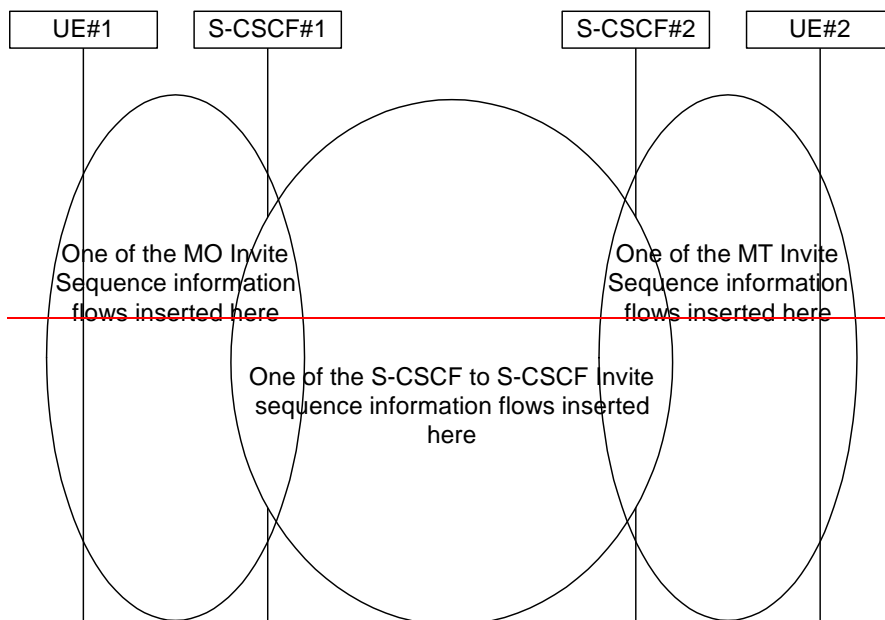 UE#1
S-CSCF#1
S-CSCF#2
UE#2
One of the MO Invite
Sequence information
flows inserted here
One of the MT Invite
Sequence information
flows inserted here
One of the S-CSCF to S-CSCF Invite
sequence information flows inserted
here